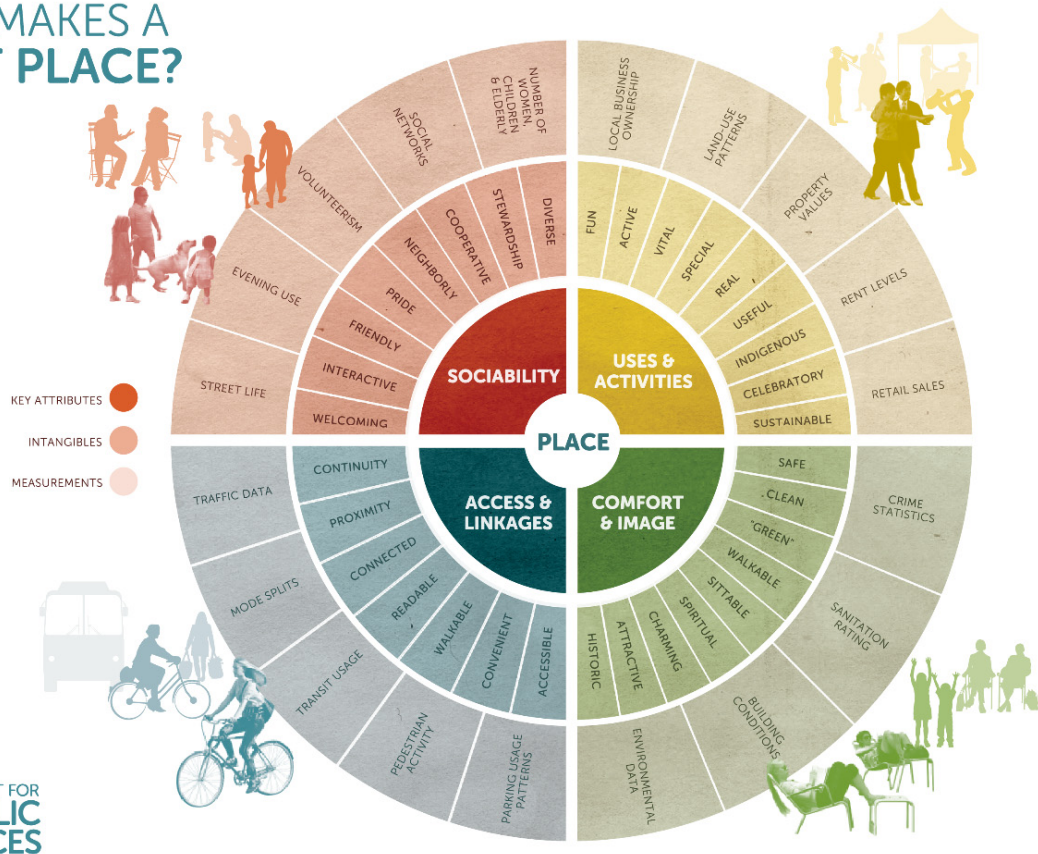 MAKES A
T PLACE?
KEY ATTRIBUTES
INTANGIBLES
MEASUREMENTS
PLACE
SOCIABILITY
USES &
ACTIVITIES
ACCESS &
LINKAGES
COMFORT
& IMAGE
WELCOMING
INTERACTIVE
FRIENDLY
PRIDE
NEIGHBORLY
COOPERATIVE
STEWARDSHIP
DIVERSE
STREET LIFE
EVENING USE
VOLUNTEERISM
SOCIAL
NETWORKS
NUMBER OF
WOMEN,
CHILDREN
& ELDERLY
FUN
ACTIVE
VITAL
SPECIAL
REAL
USEFUL
INDIGENOUS
CELEBRATORY
SUSTAINABLE
LOCAL BUSINESS
OWNERSHIP
LAND-USE
PATTERNS
PROPERTY
VALUES
RENT LEVELS
RETAIL SALES
SAFE
CLEAN
"GREEN"
WALKABLE
SITTABLE
SPIRITUAL
CHARMING
ATTRACTIVE
HISTORIC
CRIME
STATISTICS
SANITATION
RATING
BUILDING
CONDITIONS
ENVIRONMENTAL
DATA
CONTINUITY
PROXIMITY
CONNECTED
READABLE
WALKABLE
CONVENIENT
ACCESSIBLE
TRAFFIC DATA
MODE SPLITS
TRANSIT USAGE
PEDESTRIAN
ACTIVITY
PARKING USAGE
PATTERNS
T FOR
LIC
CES